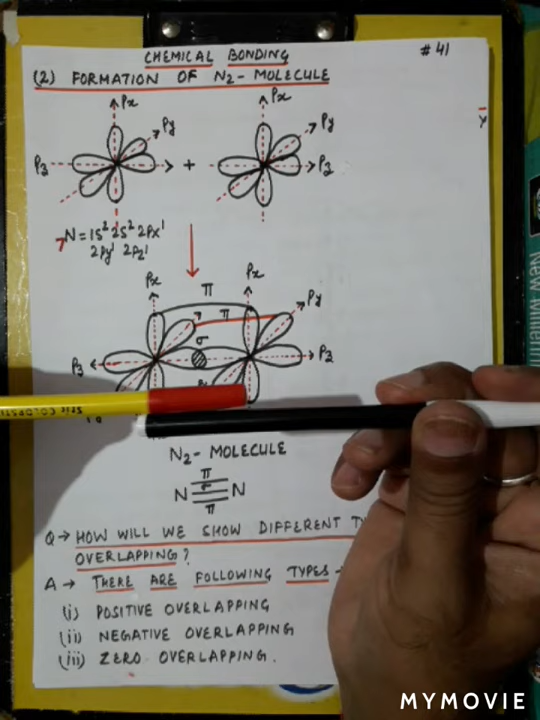 CHEMICAL BONDING
# 41
(2) FORMATION OF N2-MOLECULE
Px
Px
Py
Py
Pz
+
Pz
7N = 1S² 2S² 2Px¹
2Py¹ 2Pz¹
Px
Px
π
Py
π
σ
Pz
Pz
N2-MOLECULE
π
N σ N
π
Q→ HOW WILL WE SHOW DIFFERENT
OVERLAPPING?
A→ THERE ARE FOLLOWING TYPES -
(i) POSITIVE OVERLAPPING
(ii) NEGATIVE OVERLAPPING
(iii) ZERO OVERLAPPING.
MYMOVIE